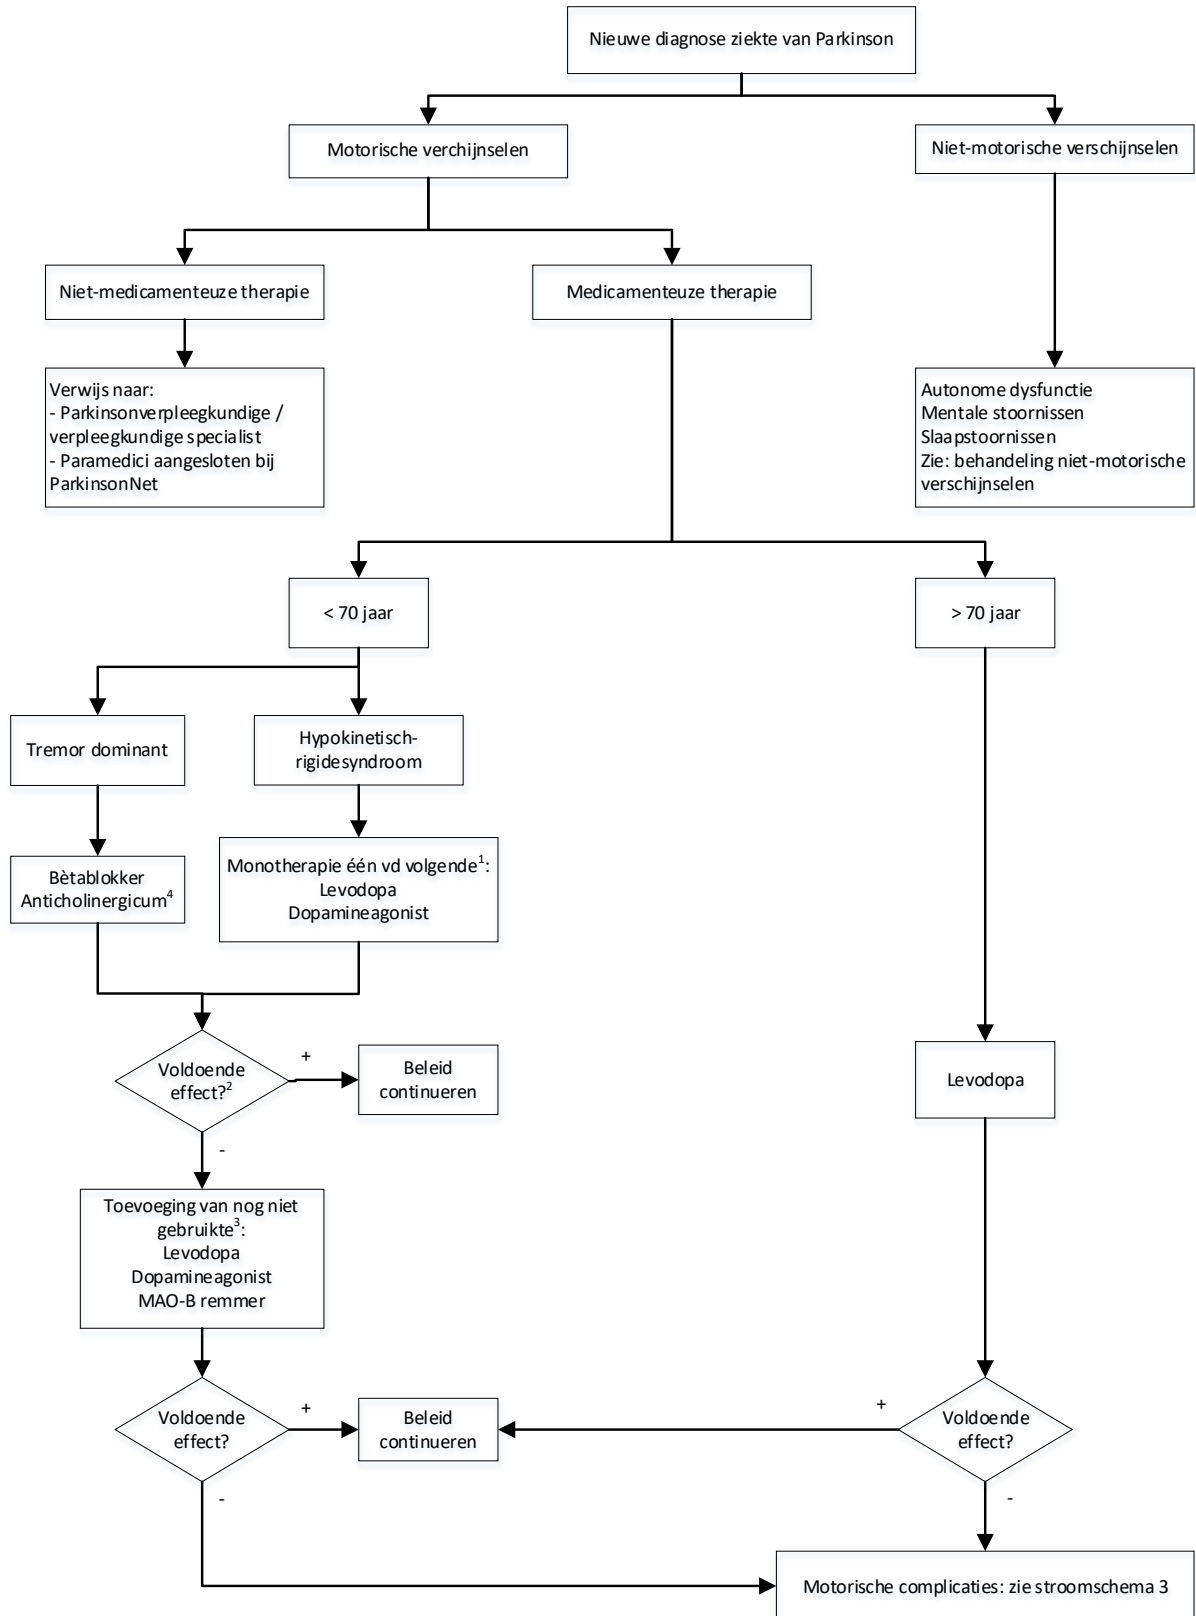 Nieuwe diagnose ziekte van Parkinson
Motorische verchijnselen
Niet-motorische verschijnselen
Niet-medicamenteuze therapie
Medicamenteuze therapie
Verwijs naar:
- Parkinsonverpleegkundige /
verpleegkundige specialist
- Paramedici aangesloten bij
ParkinsonNet
Autonome dysfunctie
Mentale stoornissen
Slaapstoornissen
Zie: behandeling niet-motorische
verschijnselen
< 70 jaar
> 70 jaar
Tremor dominant
Hypokinetisch-
rigidesyndroom
Bètablokker
Anticholinergicum⁴
Monotherapie één vd volgende¹:
Levodopa
Dopamineagonist
Voldoende
effect?²
+
Beleid
continueren
Levodopa
-
Toevoeging van nog niet
gebruikte³:
Levodopa
Dopamineagonist
MAO-B remmer
Voldoende
effect?
+
Beleid
continueren
+
Voldoende
effect?
-
-
Motorische complicaties: zie stroomschema 3